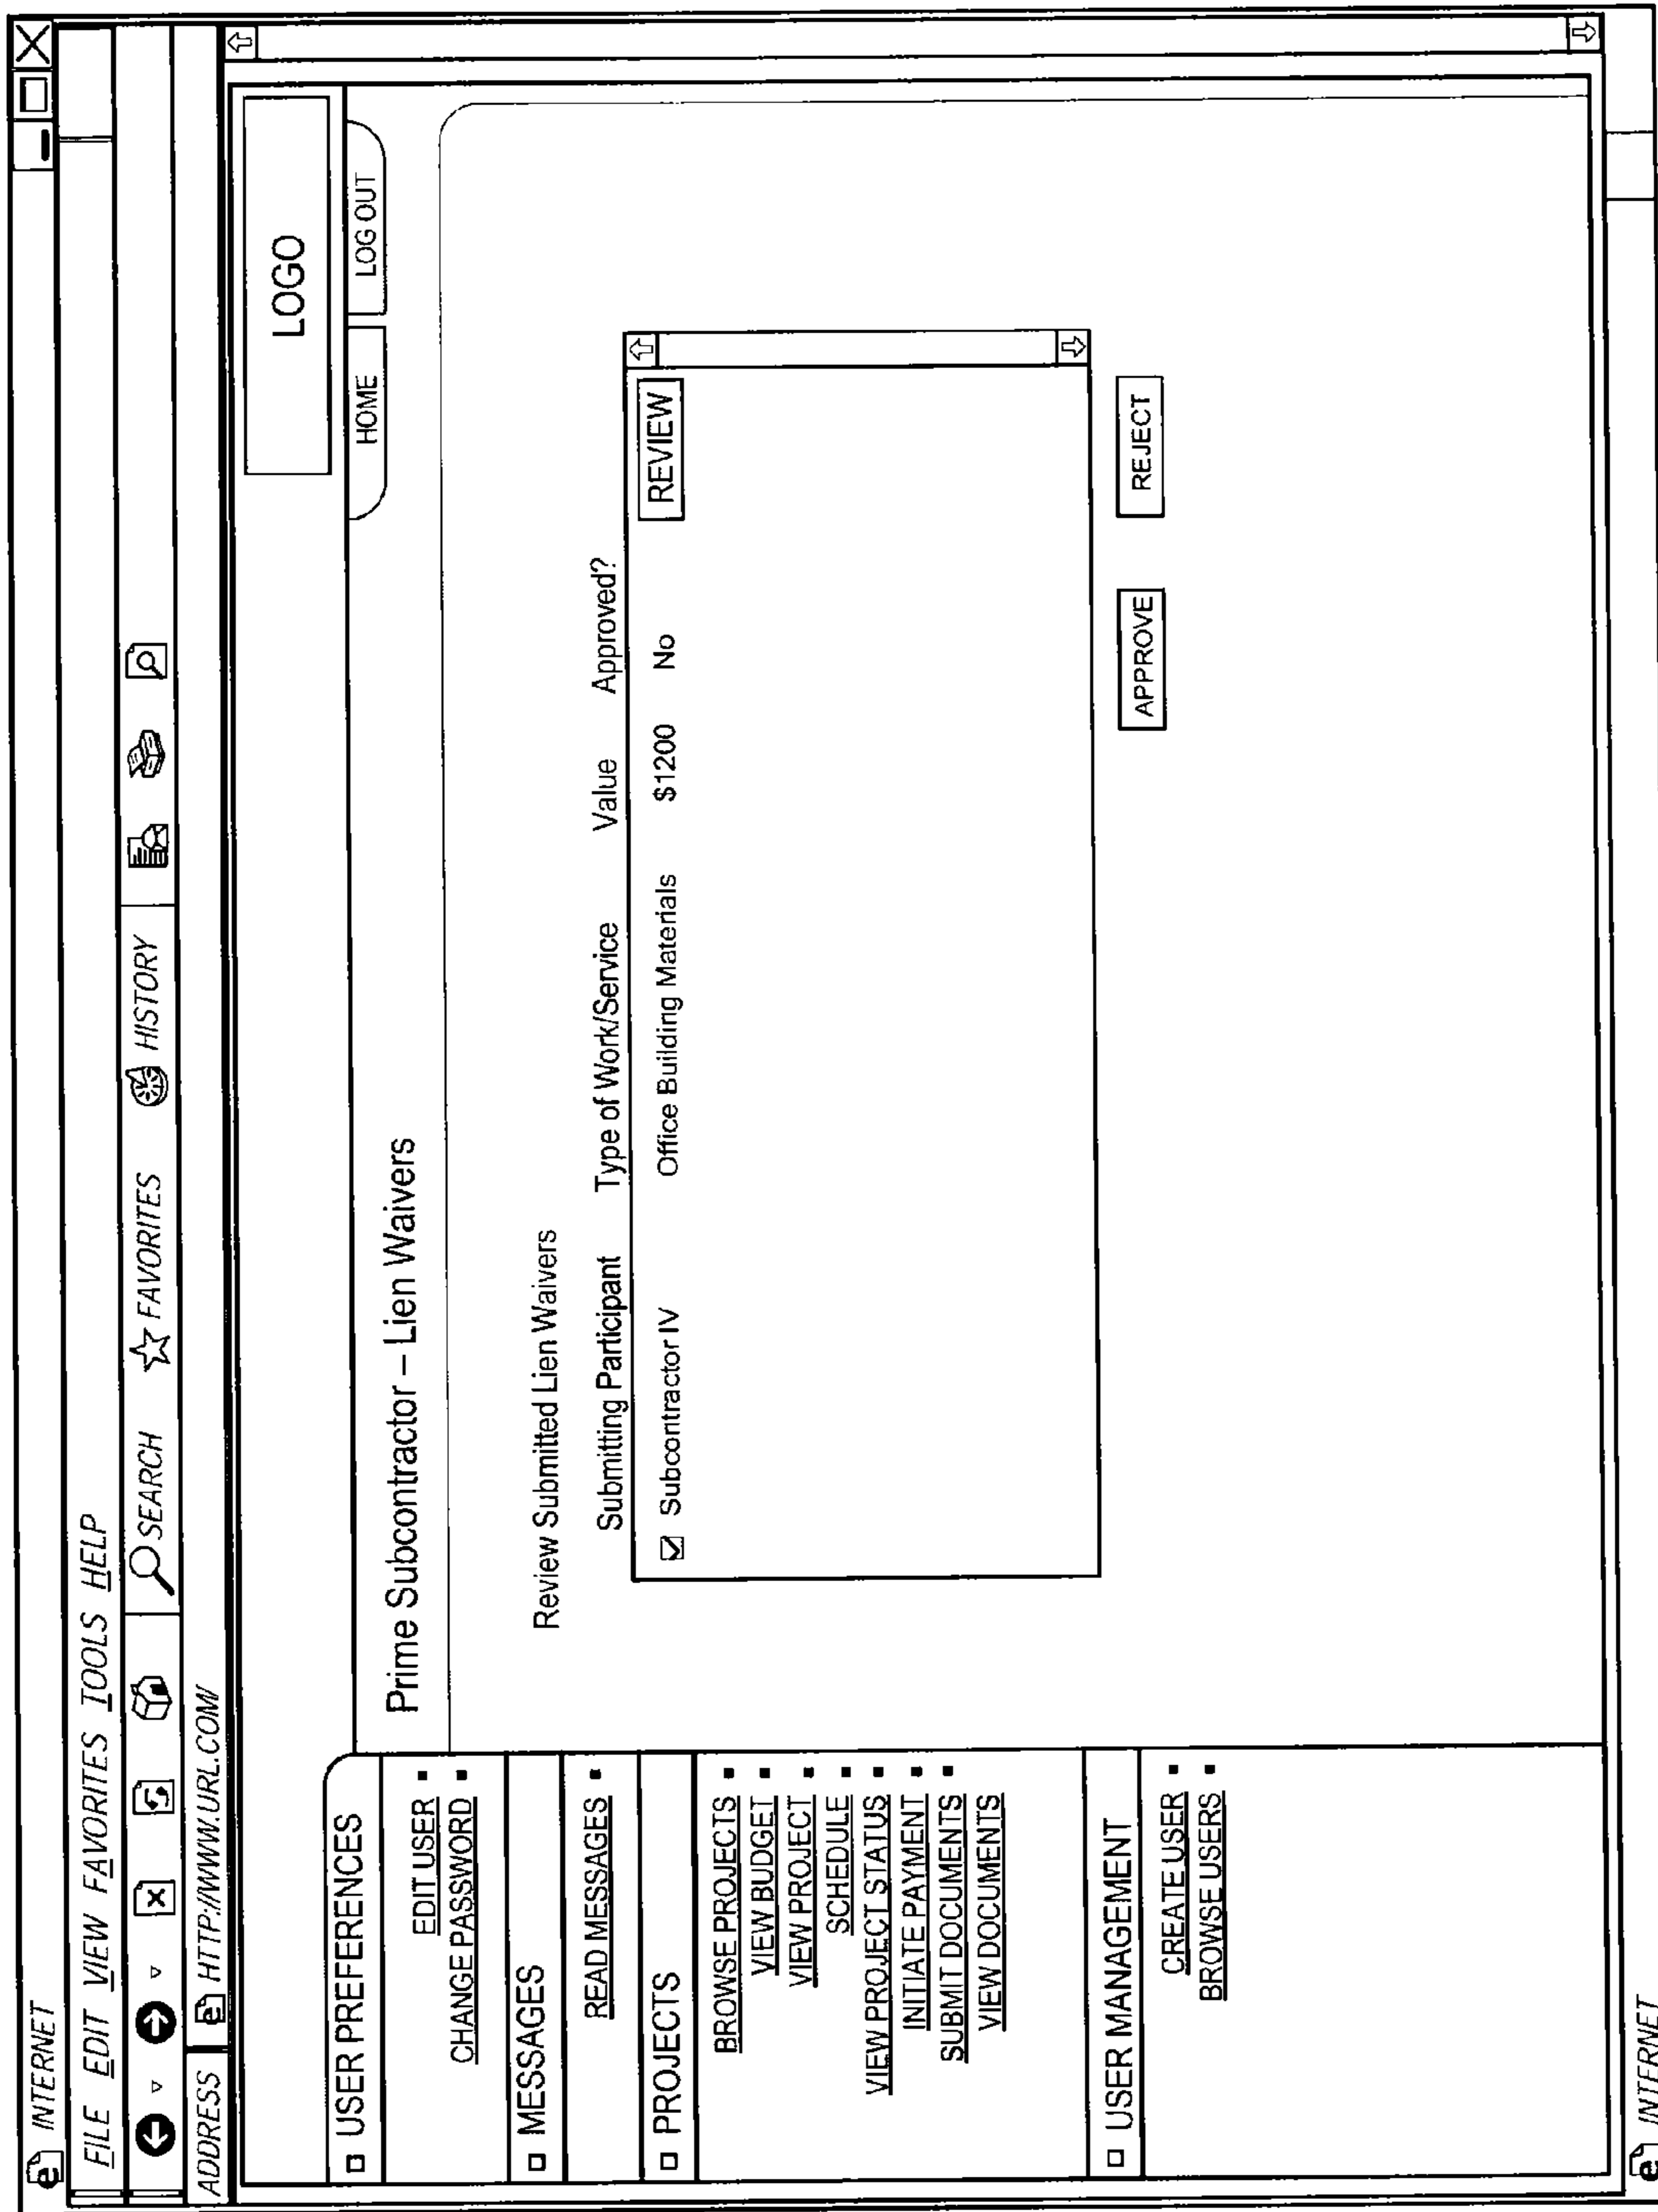 INTERNET
FILE EDIT VIEW FAVORITES TOOLS HELP
SEARCH FAVORITES HISTORY
ADDRESS HTTP://WWW.URL.COM/
LOGO
HOME LOG OUT
USER PREFERENCES
EDIT USER
CHANGE PASSWORD
MESSAGES
READ MESSAGES
PROJECTS
BROWSE PROJECTS
VIEW BUDGET
VIEW PROJECT
SCHEDULE
VIEW PROJECT STATUS
INITIATE PAYMENT
SUBMIT DOCUMENTS
VIEW DOCUMENTS
USER MANAGEMENT
CREATE USER
BROWSE USERS
Prime Subcontractor – Lien Waivers
Review Submitted Lien Waivers
Submitting Participant Type of Work/Service Value Approved?
Subcontractor IV Office Building Materials $1200 No REVIEW
APPROVE REJECT
INTERNET